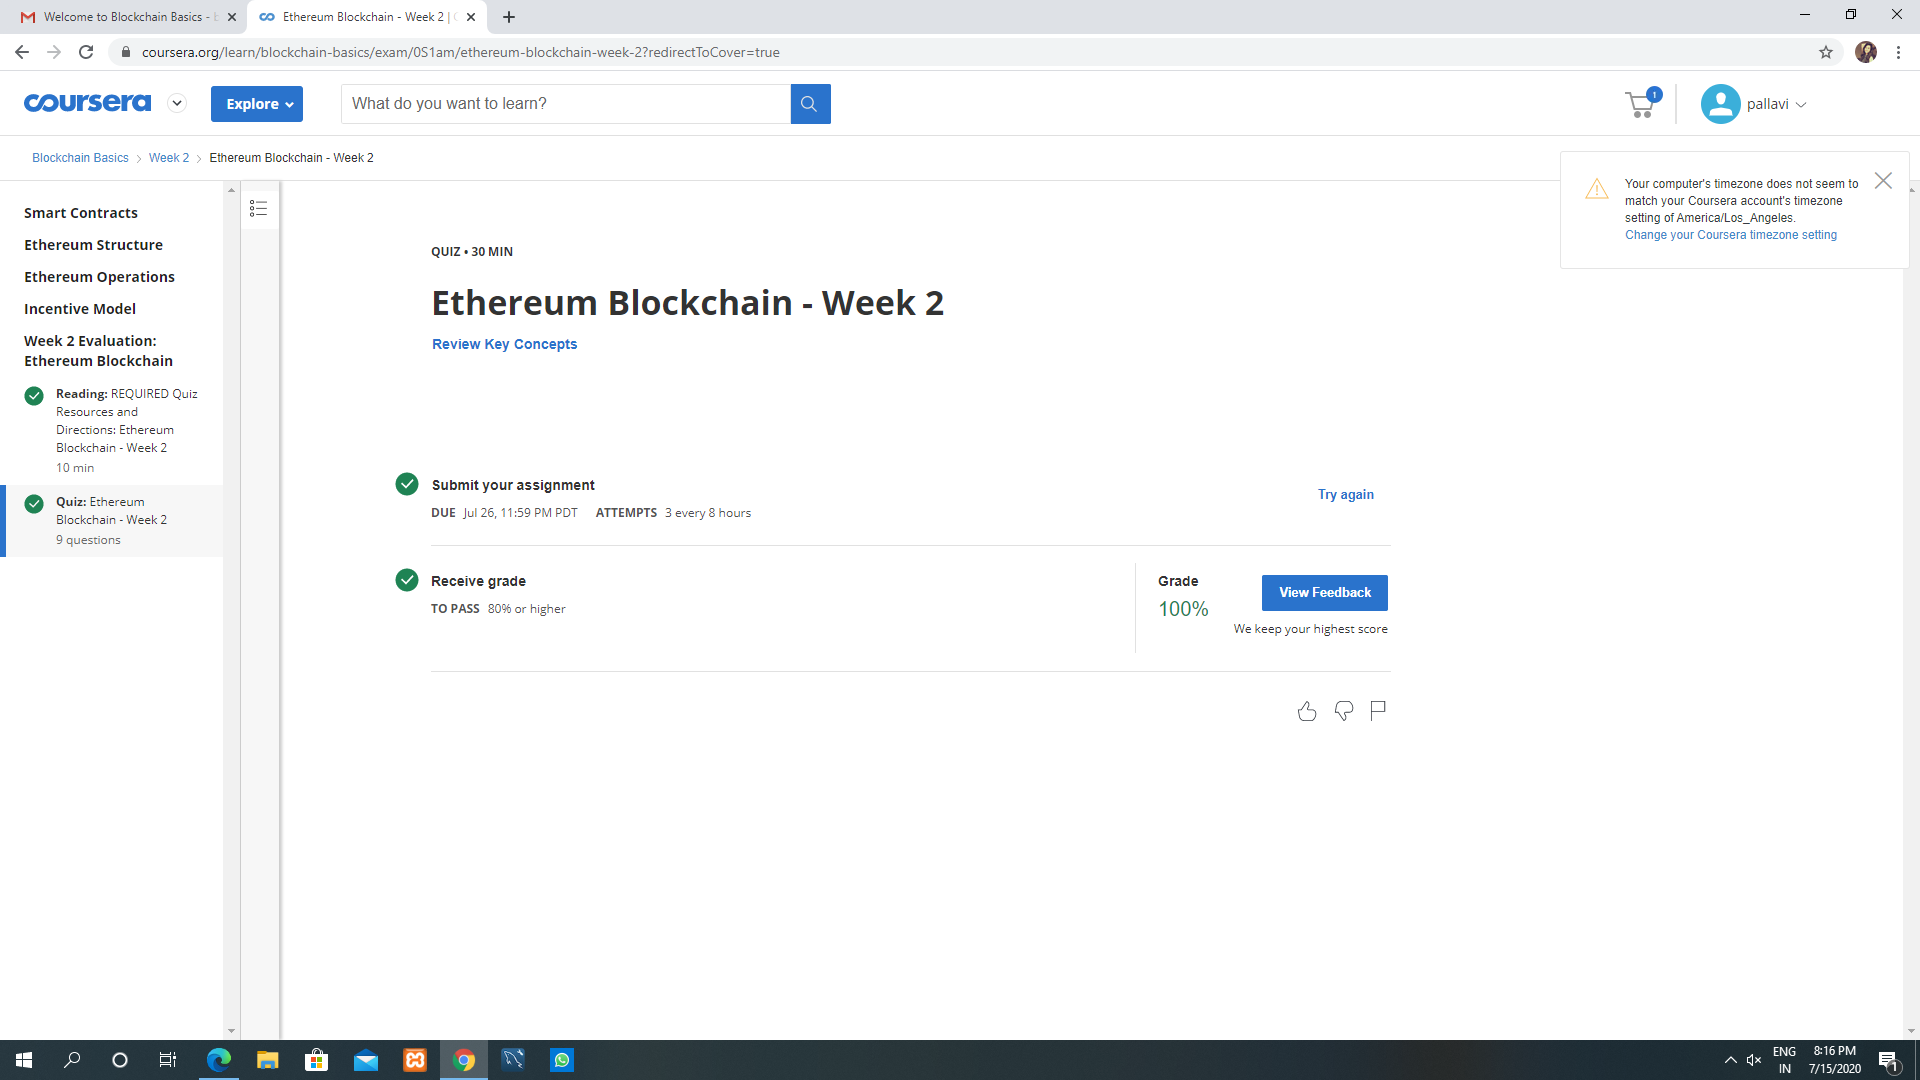 Welcome to Blockchain Basics -
Ethereum Blockchain - Week 2 |
coursera.org/learn/blockchain-basics/exam/0S1am/ethereum-blockchain-week-2?redirectToCover=true
coursera
Explore
What do you want to learn?
1
pallavi
Blockchain Basics
Week 2
Ethereum Blockchain - Week 2
Your computer's timezone does not seem to
match your Coursera account's timezone
setting of America/Los_Angeles.
Change your Coursera timezone setting
Smart Contracts
Ethereum Structure
Ethereum Operations
Incentive Model
Week 2 Evaluation:
Ethereum Blockchain
Reading: REQUIRED Quiz
Resources and
Directions: Ethereum
Blockchain - Week 2
10 min
Quiz: Ethereum
Blockchain - Week 2
9 questions
QUIZ • 30 MIN
Ethereum Blockchain - Week 2
Review Key Concepts
Submit your assignment
DUE Jul 26, 11:59 PM PDT ATTEMPTS 3 every 8 hours
Try again
Receive grade
TO PASS 80% or higher
Grade
100%
View Feedback
We keep your highest score
ENG
IN
8:16 PM
7/15/2020
1